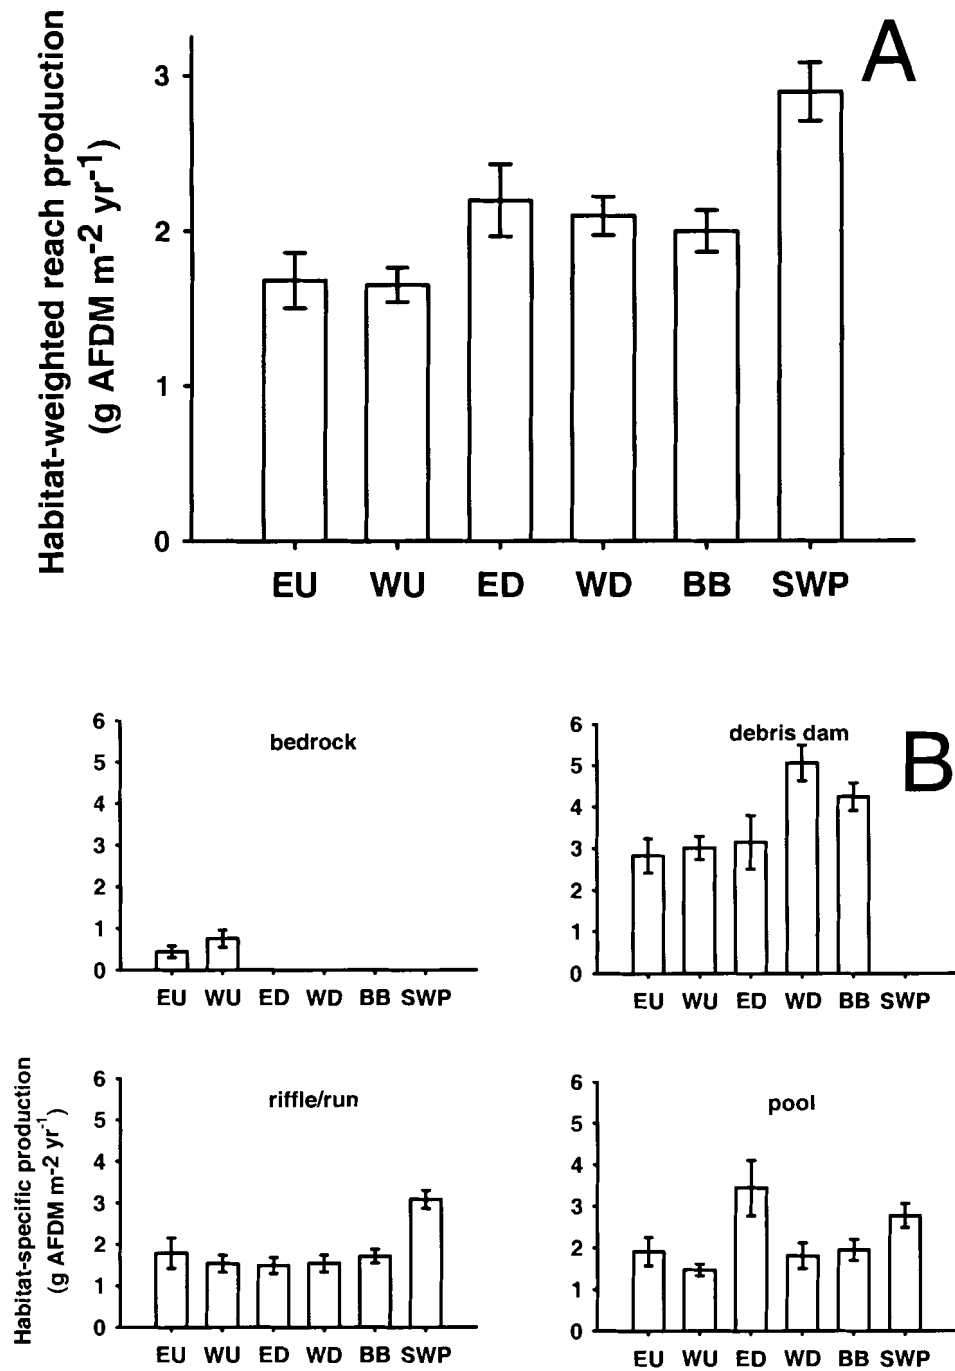 Habitat-weighted reach production
(g AFDM m-2 yr-1)
3
2
1
0
A
EU WU ED WD BB SWP
bedrock
6
5
4
3
2
1
0
EU WU ED WD BB SWP
debris dam
B
6
5
4
3
2
1
0
EU WU ED WD BB SWP
Habitat-specific production
(g AFDM m-2 yr-1)
riffle/run
6
5
4
3
2
1
0
EU WU ED WD BB SWP
pool
6
5
4
3
2
1
0
EU WU ED WD BB SWP